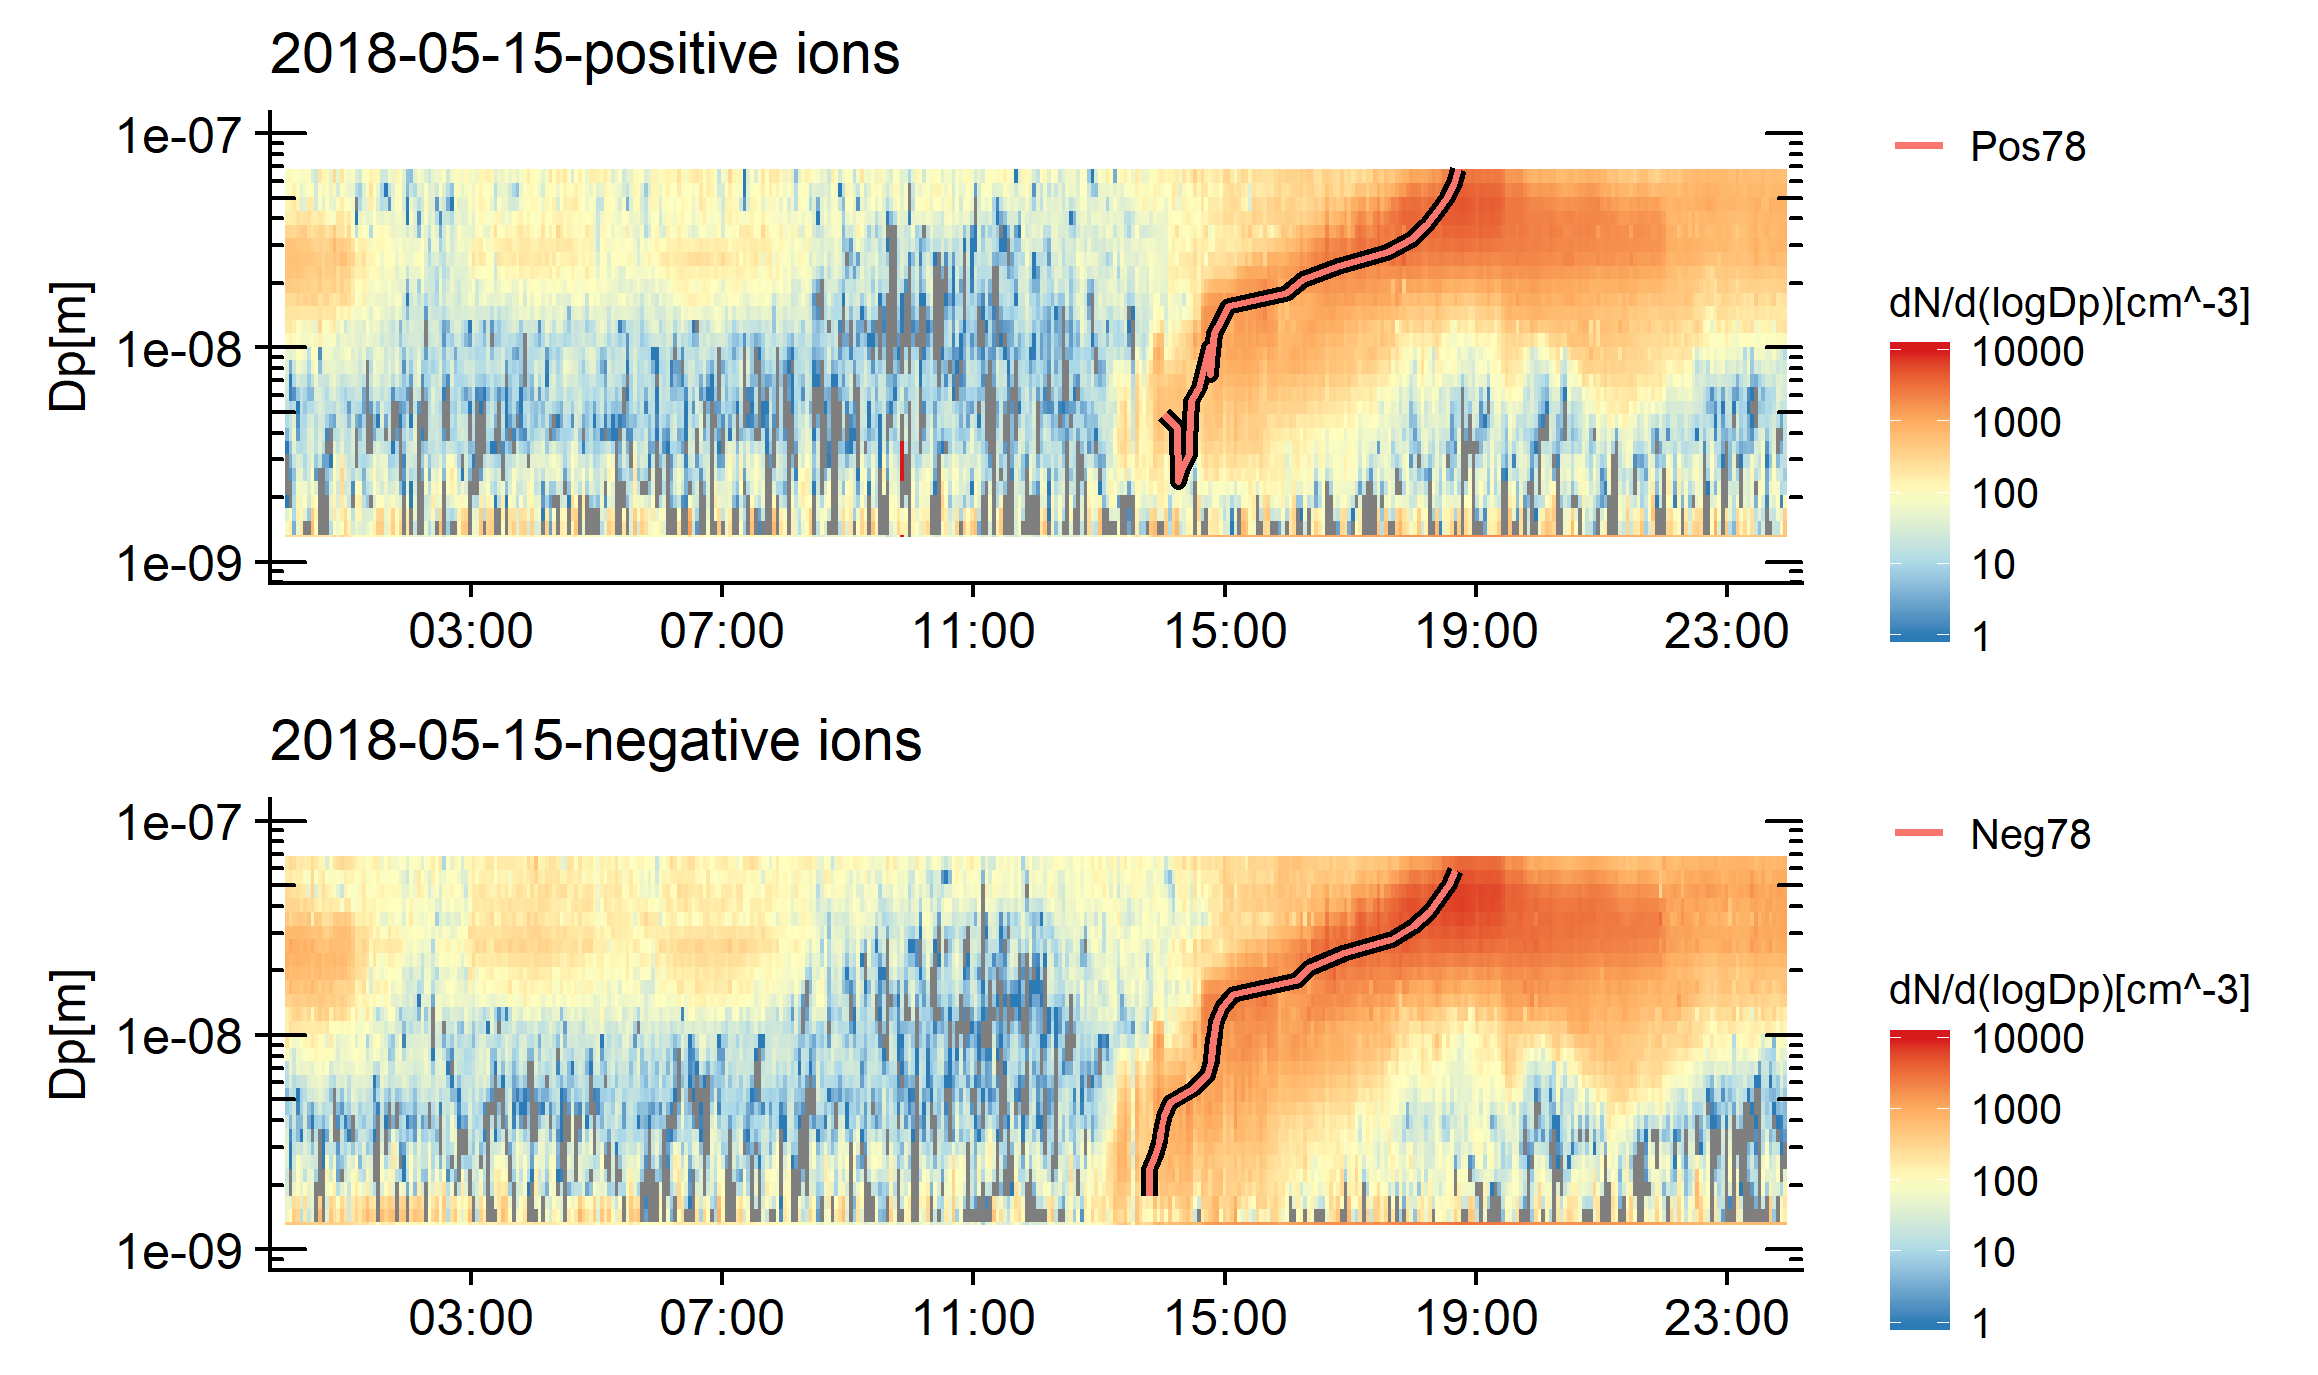 2018-05-15-positive ions
1e-07
1e-08
1e-09
Dp[m]
03:00 07:00 11:00 15:00 19:00 23:00
Pos78
dN/d(logDp)[cm^-3]
10000
1000
100
10
1
2018-05-15-negative ions
1e-07
1e-08
1e-09
Dp[m]
03:00 07:00 11:00 15:00 19:00 23:00
Neg78
dN/d(logDp)[cm^-3]
10000
1000
100
10
1